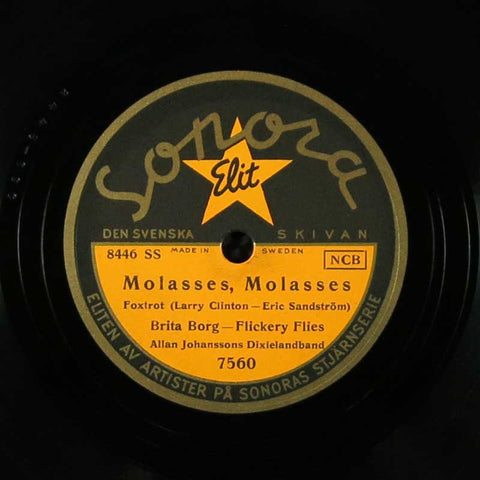 Sonora
Elit
DEN SVENSKA SKIVAN
8446 SS MADE IN SWEDEN NCB
Molasses, Molasses
Foxtrot (Larry Clinton — Eric Sandström)
Brita Borg — Flickery Flies
Allan Johanssons Dixielandband
7560
ELITEN AV ARTISTER PÅ SONORAS STJÄRNSERIE